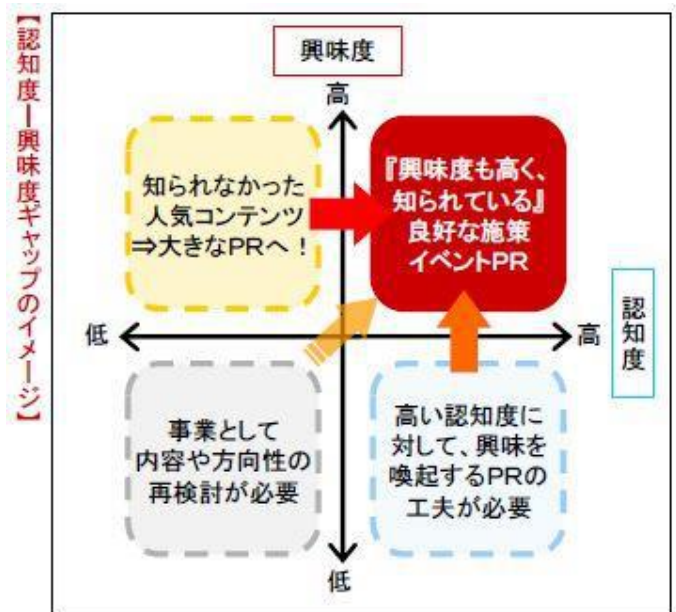 【認知度ー興味度ギャップのイメージ】
興味度
高
知られなかった
人気コンテンツ
⇒大きなPRへ！
『興味度も高く、
知られている』
良好な施策
イベントPR
低
高
認知度
事業として
内容や方向性の
再検討が必要
高い認知度に
対して、興味を
喚起するPRの
工夫が必要
低